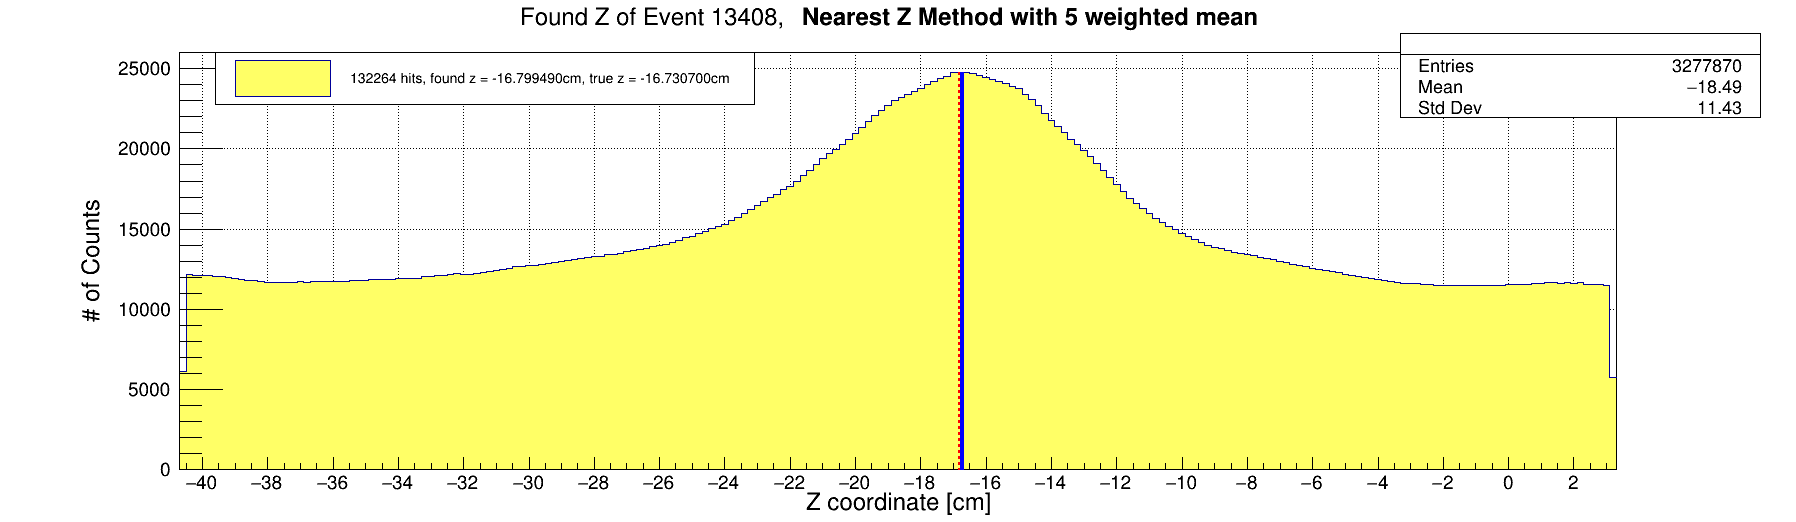 Found Z of Event 13408, Nearest Z Method with 5 weighted mean
132264 hits, found z = -16.799490cm, true z = -16.730700cm
Entries 3277870
Mean −18.49
Std Dev 11.43
25000
20000
15000
10000
5000
0
# of Counts
−40 −38 −36 −34 −32 −30 −28 −26 −24 −22 −20 −18 −16 −14 −12 −10 −8 −6 −4 −2 0 2
Z coordinate [cm]